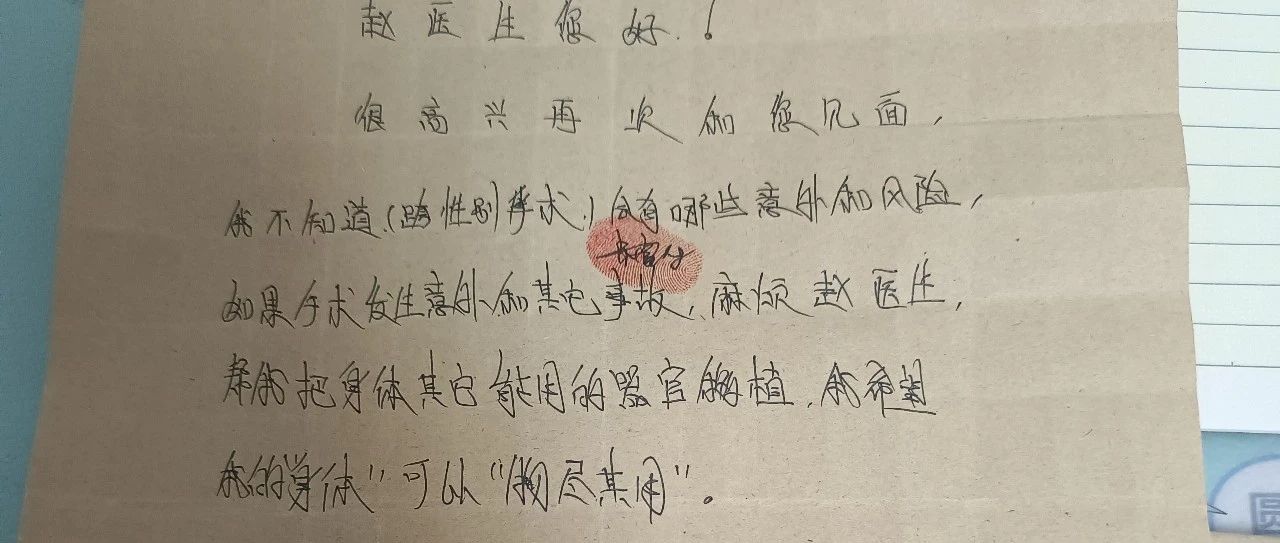 赵医生您好！
很高兴再次和您见面，
我不知道（跨性别手术）会有哪些意外和风险，
如果手术发生意外和其它事故，麻烦赵医生，
帮我把身体其它能用的器官移植，我希望
我的“身体”可以“物尽其用”。
圆